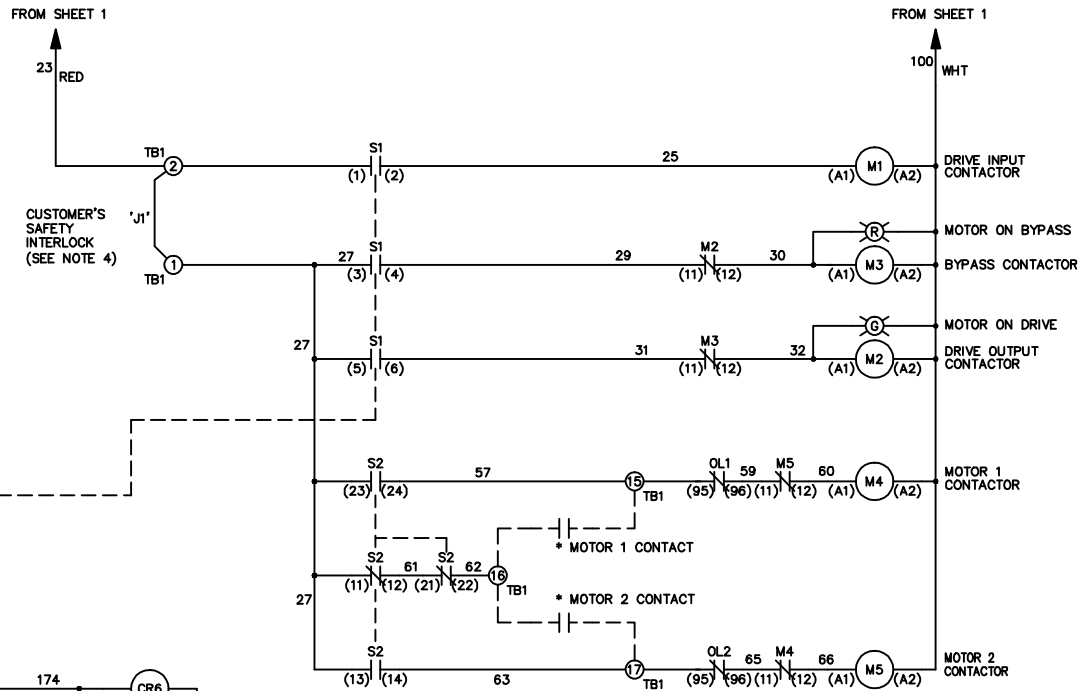 FROM SHEET 1
FROM SHEET 1
23
RED
100
WHT
TB1
2
S1
(1)
(2)
25
M1
(A1)
(A2)
DRIVE INPUT
CONTACTOR
CUSTOMER'S
SAFETY
INTERLOCK
(SEE NOTE 4)
'J1'
R
MOTOR ON BYPASS
1
TB1
27
S1
(3)
(4)
29
M2
(11)
(12)
30
M3
(A1)
(A2)
BYPASS CONTACTOR
G
MOTOR ON DRIVE
27
S1
(5)
(6)
31
M3
(11)
(12)
32
M2
(A1)
(A2)
DRIVE OUTPUT
CONTACTOR
S2
(23)
(24)
57
15
TB1
OL1
(95)
(96)
59
M5
(11)
(12)
60
M4
(A1)
(A2)
MOTOR 1
CONTACTOR
* MOTOR 1 CONTACT
S2
(11)
(12)
61
S2
(21)
(22)
62
16
TB1
27
* MOTOR 2 CONTACT
S2
(13)
(14)
63
17
TB1
OL2
(95)
(96)
65
M4
(11)
(12)
66
M5
(A1)
(A2)
MOTOR 2
CONTACTOR
174
CR6